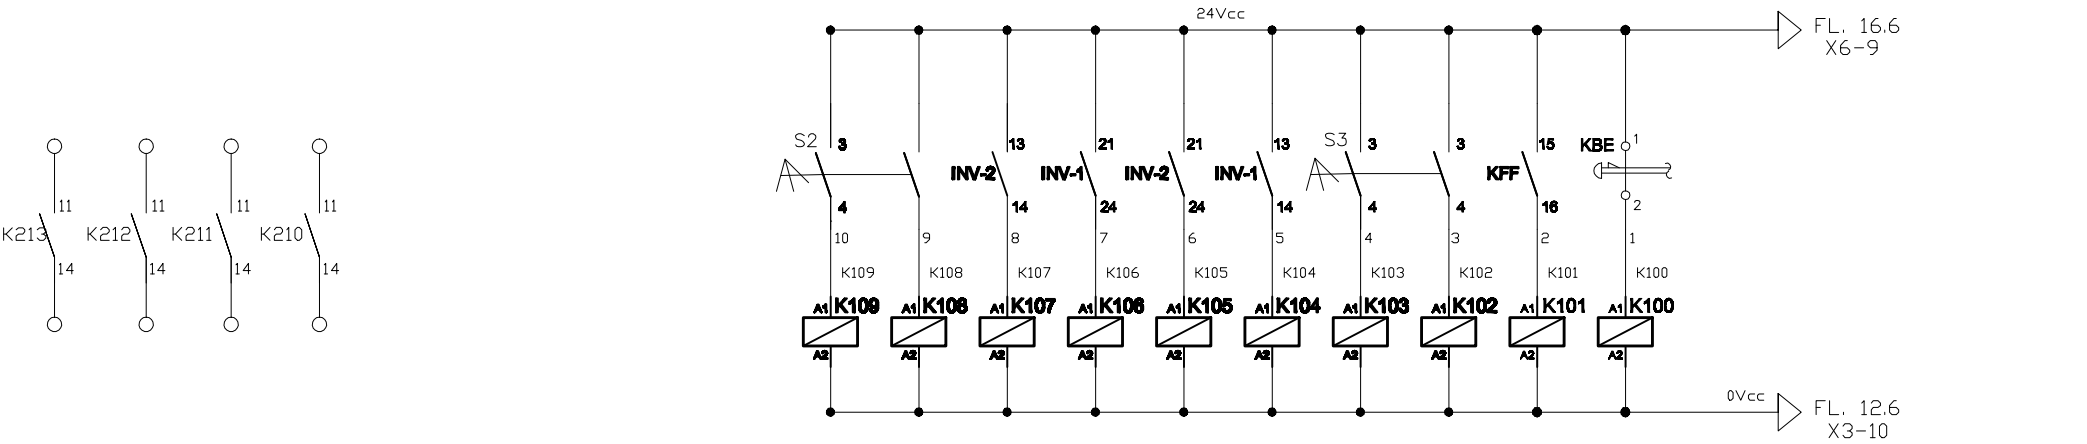 24Vcc
FL. 16.6
X6-9
S2 3 13 21 21 13 S3 3 3 15 KBE 1
INV-2 INV-1 INV-2 INV-1 KFF
11 11 11 11 4 14 24 24 14 4 4 16 2
K213 K212 K211 K210 10 9 8 7 6 5 4 3 2 1
14 14 14 14 K109 K108 K107 K106 K105 K104 K103 K102 K101 K100
A1 K109 A1 K108 A1 K107 A1 K106 A1 K105 A1 K104 A1 K103 A1 K102 A1 K101 A1 K100
A2 A2 A2 A2 A2 A2 A2 A2 A2 A2
0Vcc
FL. 12.6
X3-10